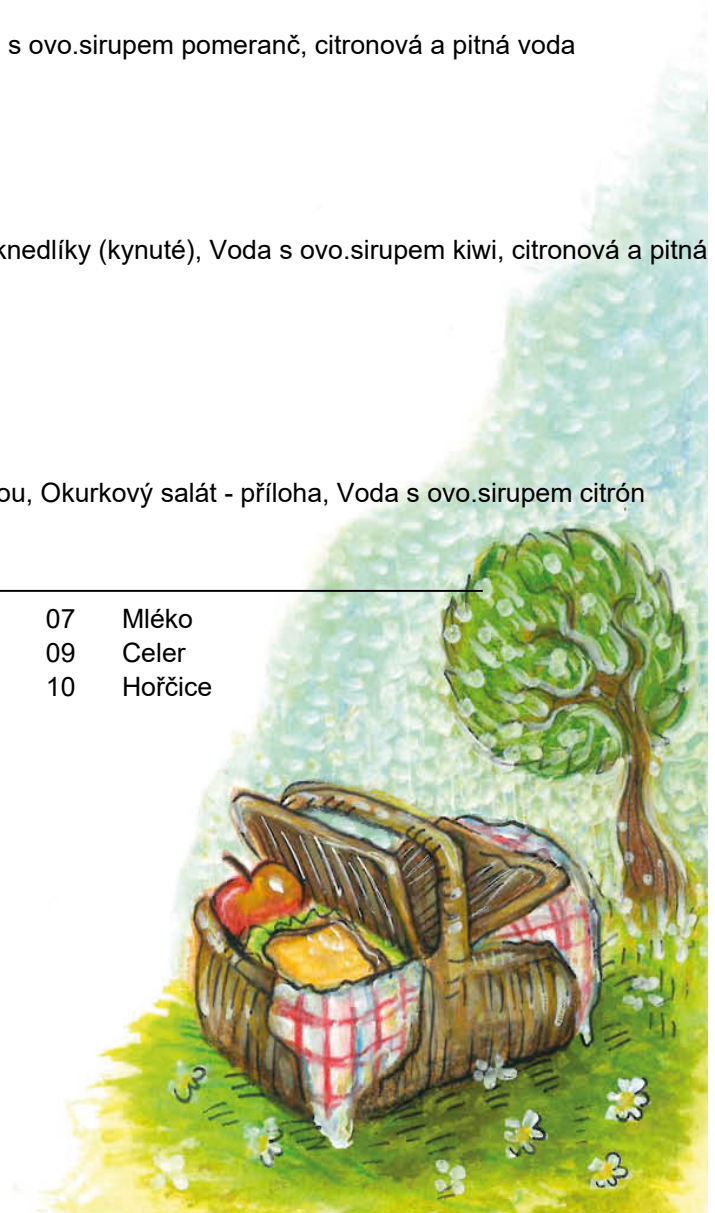 s ovo.sirupem pomeranč, citronová a pitná voda
knedlíky (kynuté), Voda s ovo.sirupem kiwi, citronová a pitná
ou, Okurkový salát - příloha, Voda s ovo.sirupem citrón
07 Mléko
09 Celer
10 Hořčice